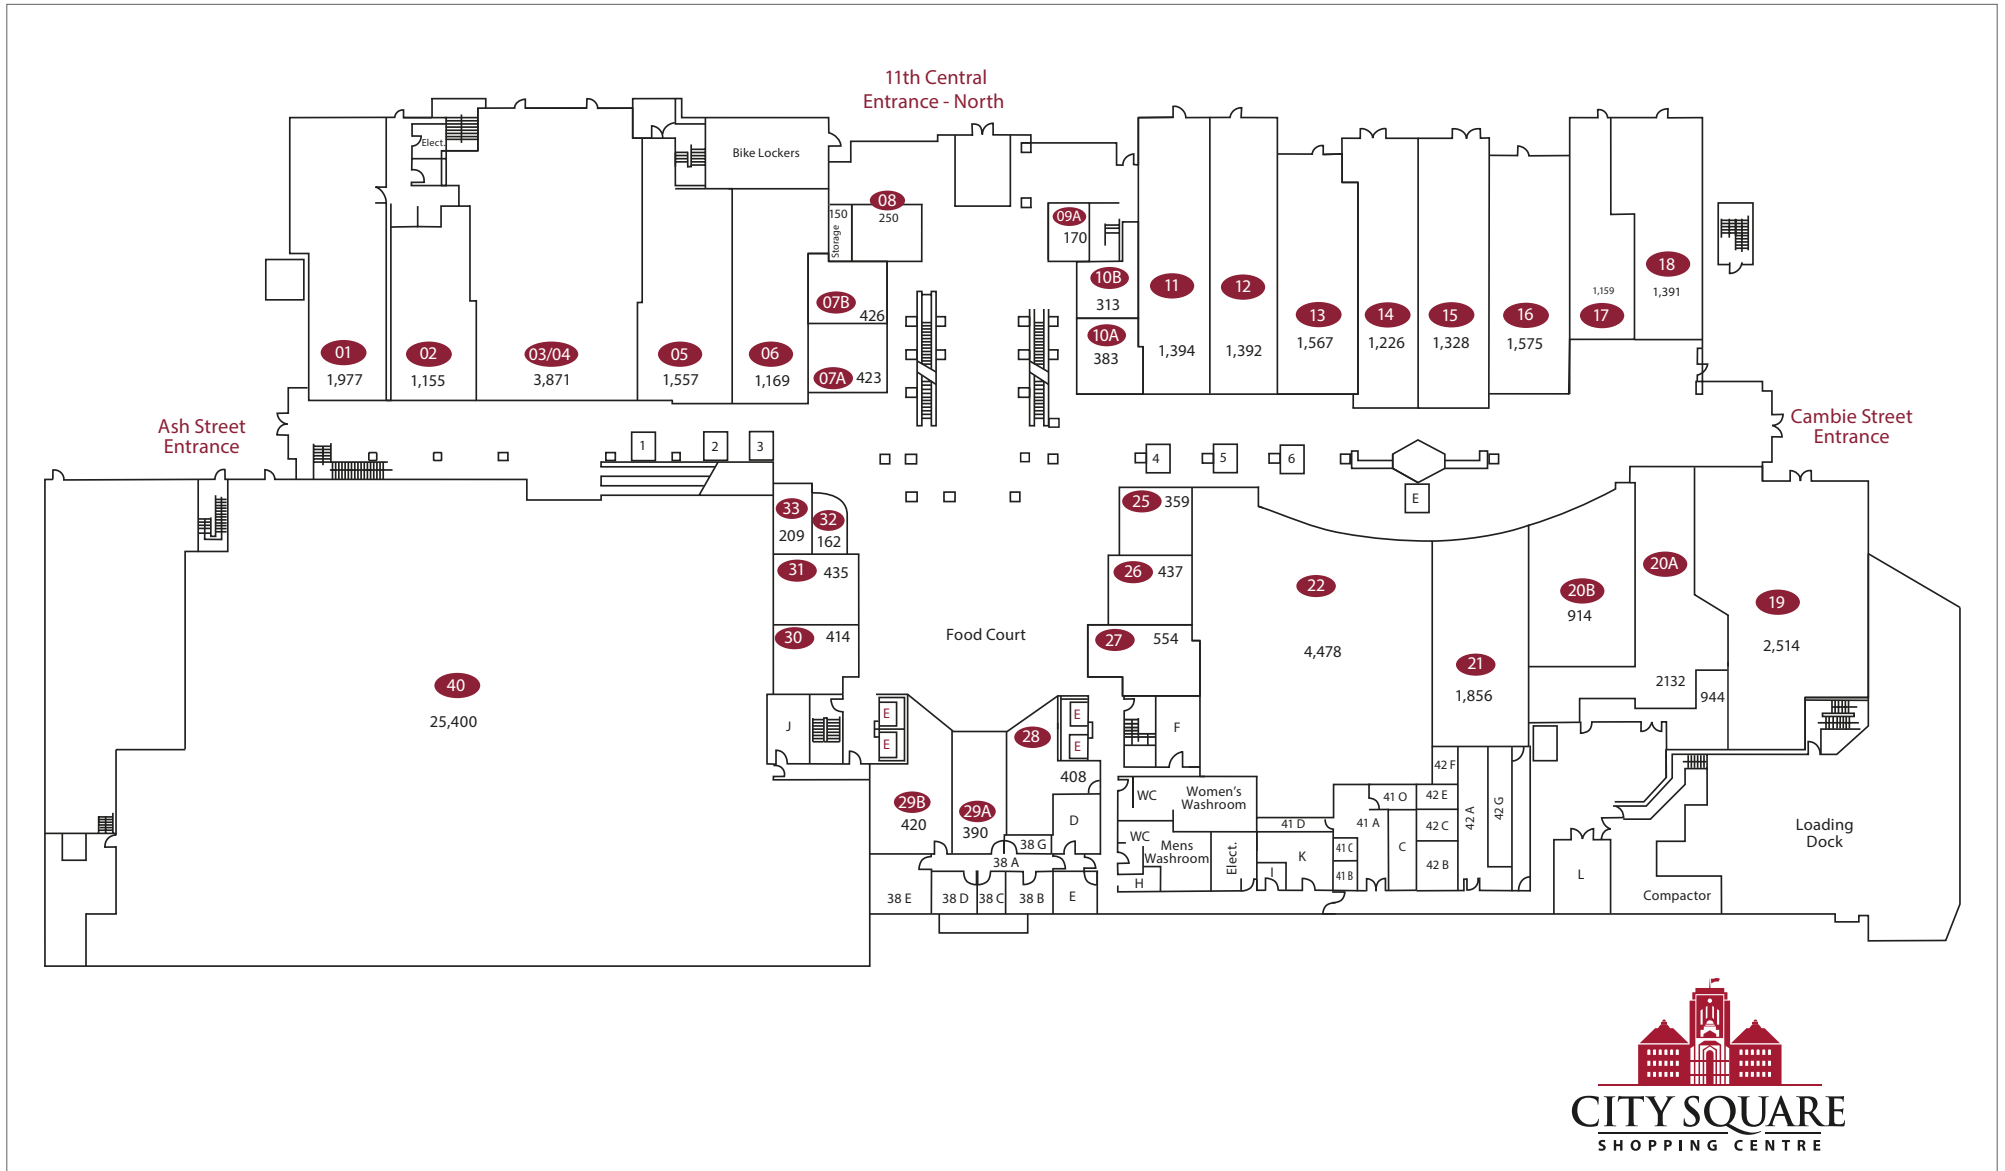 11th Central
Entrance - North
Elect.
Bike Lockers
08
150
250
Storage
09A
170
10B
313
07B
426
10A
383
01
1,977
02
1,155
03/04
3,871
05
1,557
06
1,169
07A
423
11
1,394
12
1,392
13
1,567
14
1,226
15
1,328
16
1,575
1,159
17
18
1,391
Ash Street
Entrance
Cambie Street
Entrance
1
2
3
4
5
6
E
33
209
32
162
31
435
30
414
25
359
26
437
27
554
Food Court
22
4,478
21
1,856
20B
914
20A
2132
944
19
2,514
40
25,400
J
E
E
E
E
28
408
29B
420
29A
390
D
38 G
38 A
38 E
38 D
38 C
38 B
E
F
WC
Women's
Washroom
WC
Mens
Washroom
H
Elect.
41 D
K
I
41 O
41 A
41 C
41 B
C
42 F
42 E
42 C
42 B
42 A
42 G
L
Loading
Dock
Compactor
CITY SQUARE
SHOPPING CENTRE